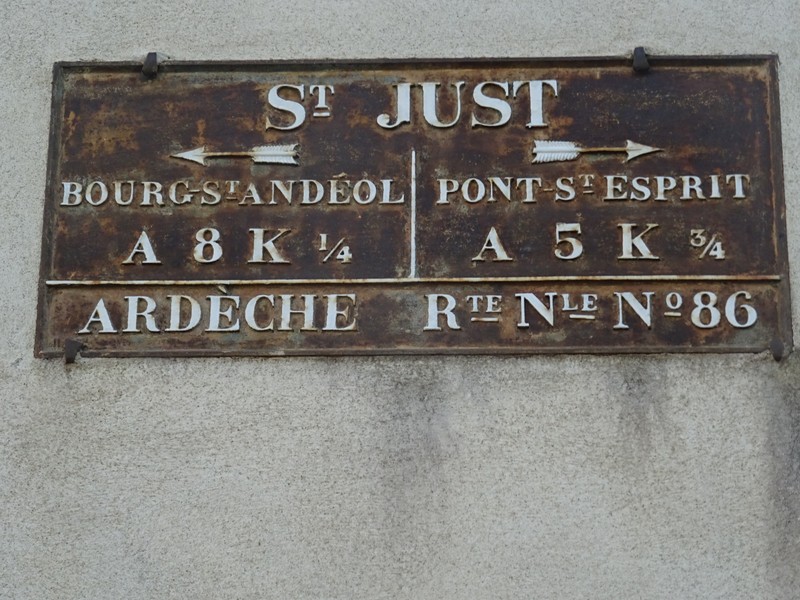 ST JUST
BOURG-ST ANDÉOL
A 8 K 1/4
PONT-ST ESPRIT
A 5 K 3/4
ARDÈCHE RTE NLE NO 86